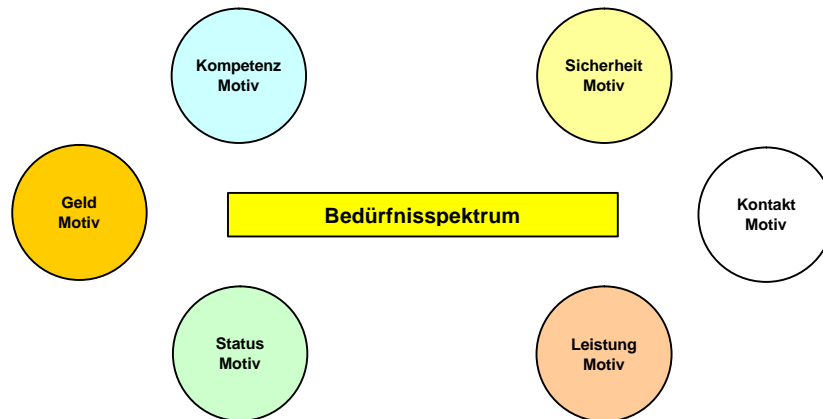 Kompetenz
Motiv
Sicherheit
Motiv
Geld
Motiv
Bedürfnisspektrum
Kontakt
Motiv
Status
Motiv
Leistung
Motiv